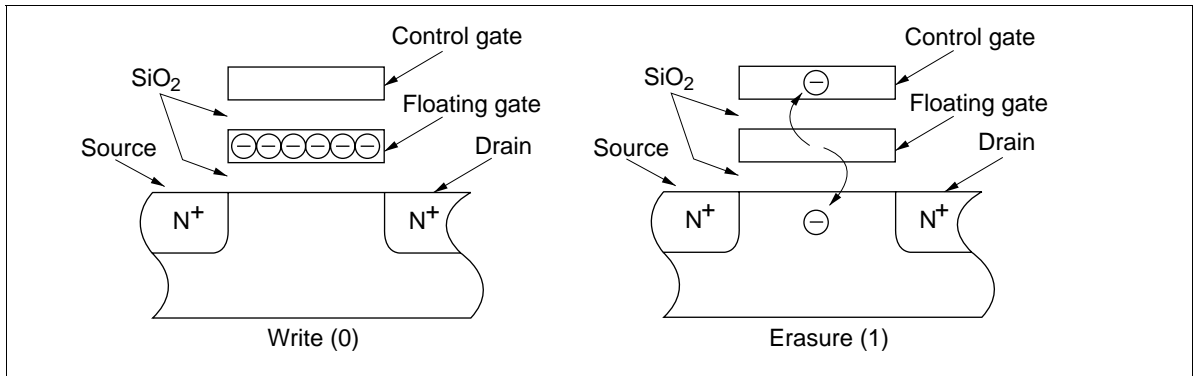 Control gate
SiO2
Floating gate
Source
Drain
N+
N+
Write (0)
Control gate
SiO2
Floating gate
Source
Drain
N+
N+
Erasure (1)